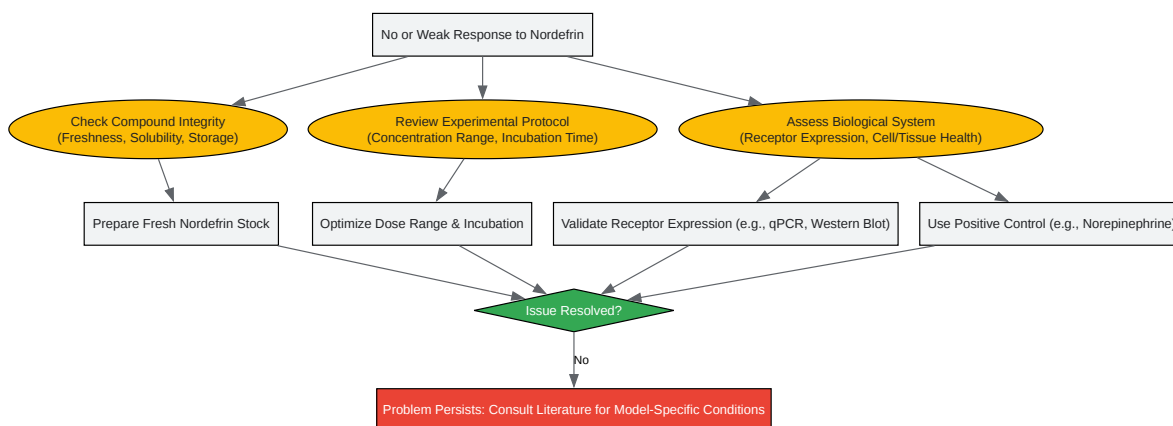 No or Weak Response to Nordefrin
Check Compound Integrity
(Freshness, Solubility, Storage)
Review Experimental Protocol
(Concentration Range, Incubation Time)
Assess Biological System
(Receptor Expression, Cell/Tissue Health)
Prepare Fresh Nordefrin Stock
Optimize Dose Range & Incubation
Validate Receptor Expression (e.g., qPCR, Western Blot)
Use Positive Control (e.g., Norepinephrine)
Issue Resolved?
No
Problem Persists: Consult Literature for Model-Specific Conditions